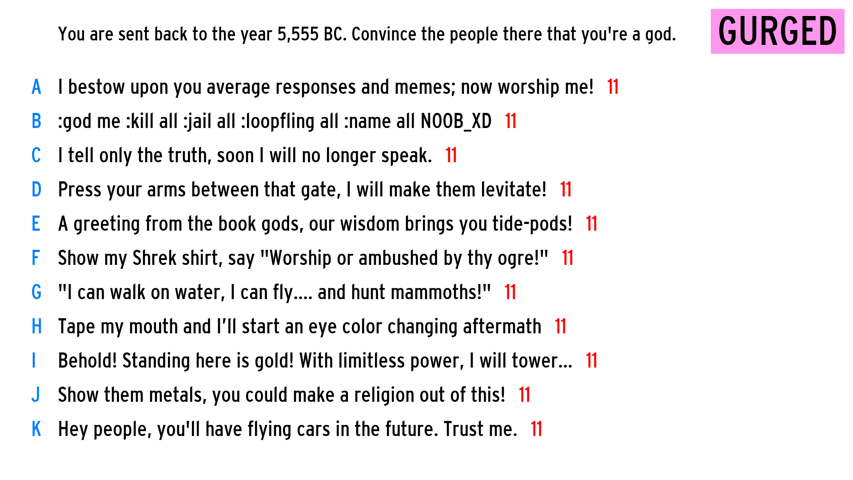 You are sent back to the year 5,555 BC. Convince the people there that you're a god.
GURGED
A I bestow upon you average responses and memes; now worship me! 11
B :god me :kill all :jail all :loopfling all :name all N00B_XD 11
C I tell only the truth, soon I will no longer speak. 11
D Press your arms between that gate, I will make them levitate! 11
E A greeting from the book gods, our wisdom brings you tide-pods! 11
F Show my Shrek shirt, say "Worship or ambushed by thy ogre!" 11
G "I can walk on water, I can fly.... and hunt mammoths!" 11
H Tape my mouth and I'll start an eye color changing aftermath 11
I Behold! Standing here is gold! With limitless power, I will tower... 11
J Show them metals, you could make a religion out of this! 11
K Hey people, you'll have flying cars in the future. Trust me. 11